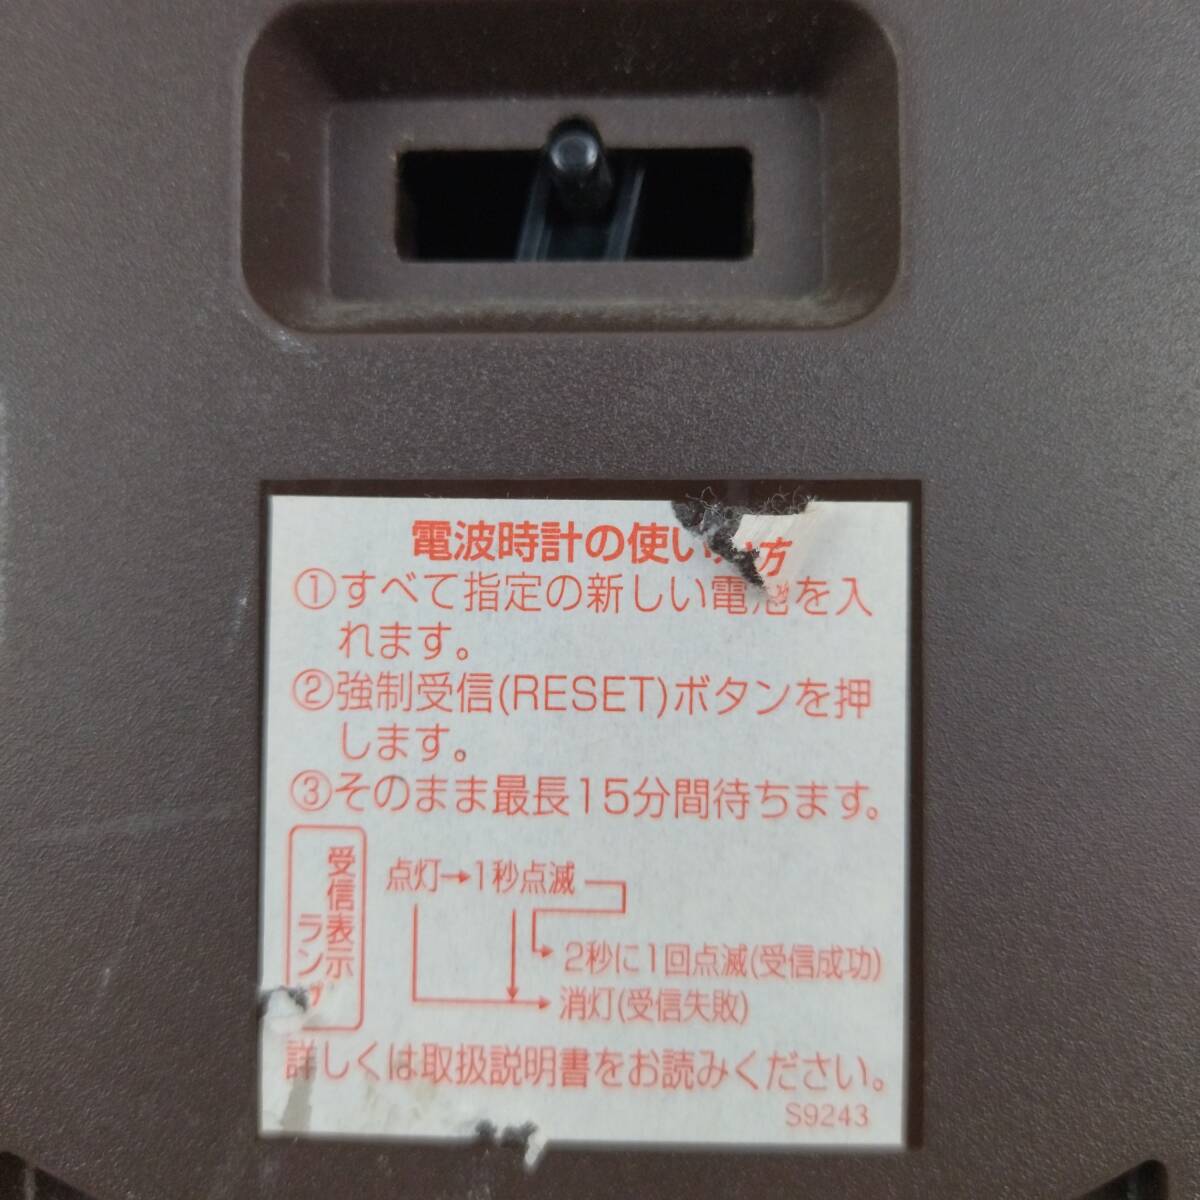 電波時計の使い方
①すべて指定の新しい電池を入
れます。
②強制受信(RESET)ボタンを押
します。
③そのまま最長15分間待ちます。
受信表示
ランプ
点灯→1秒点滅
2秒に1回点滅(受信成功)
消灯(受信失敗)
詳しくは取扱説明書をお読みください。
S9243